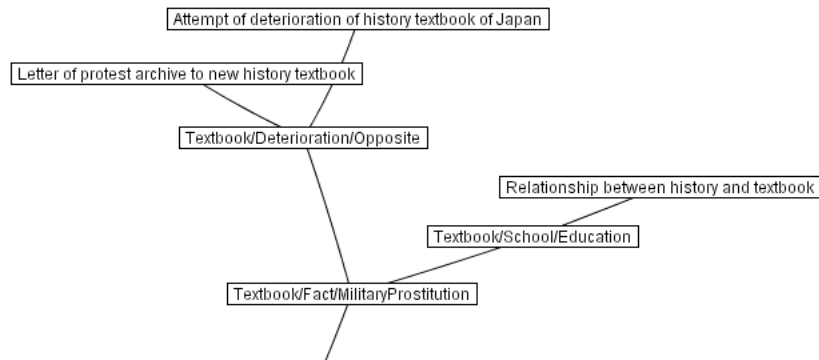 Attempt of deterioration of history textbook of Japan
Letter of protest archive to new history textbook
Textbook/Deterioration/Opposite
Relationship between history and textbook
Textbook/School/Education
Textbook/Fact/MilitaryProstitution